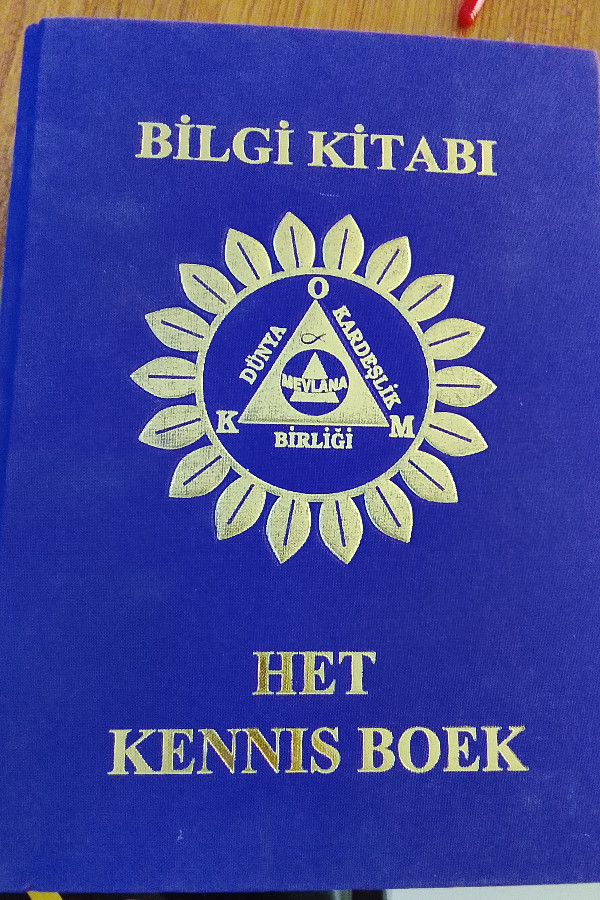 BİLGİ KİTABI
O
DÜNYA
KARDEŞLİK
MEVLANA
K
M
BİRLİĞİ
HET
KENNIS BOEK